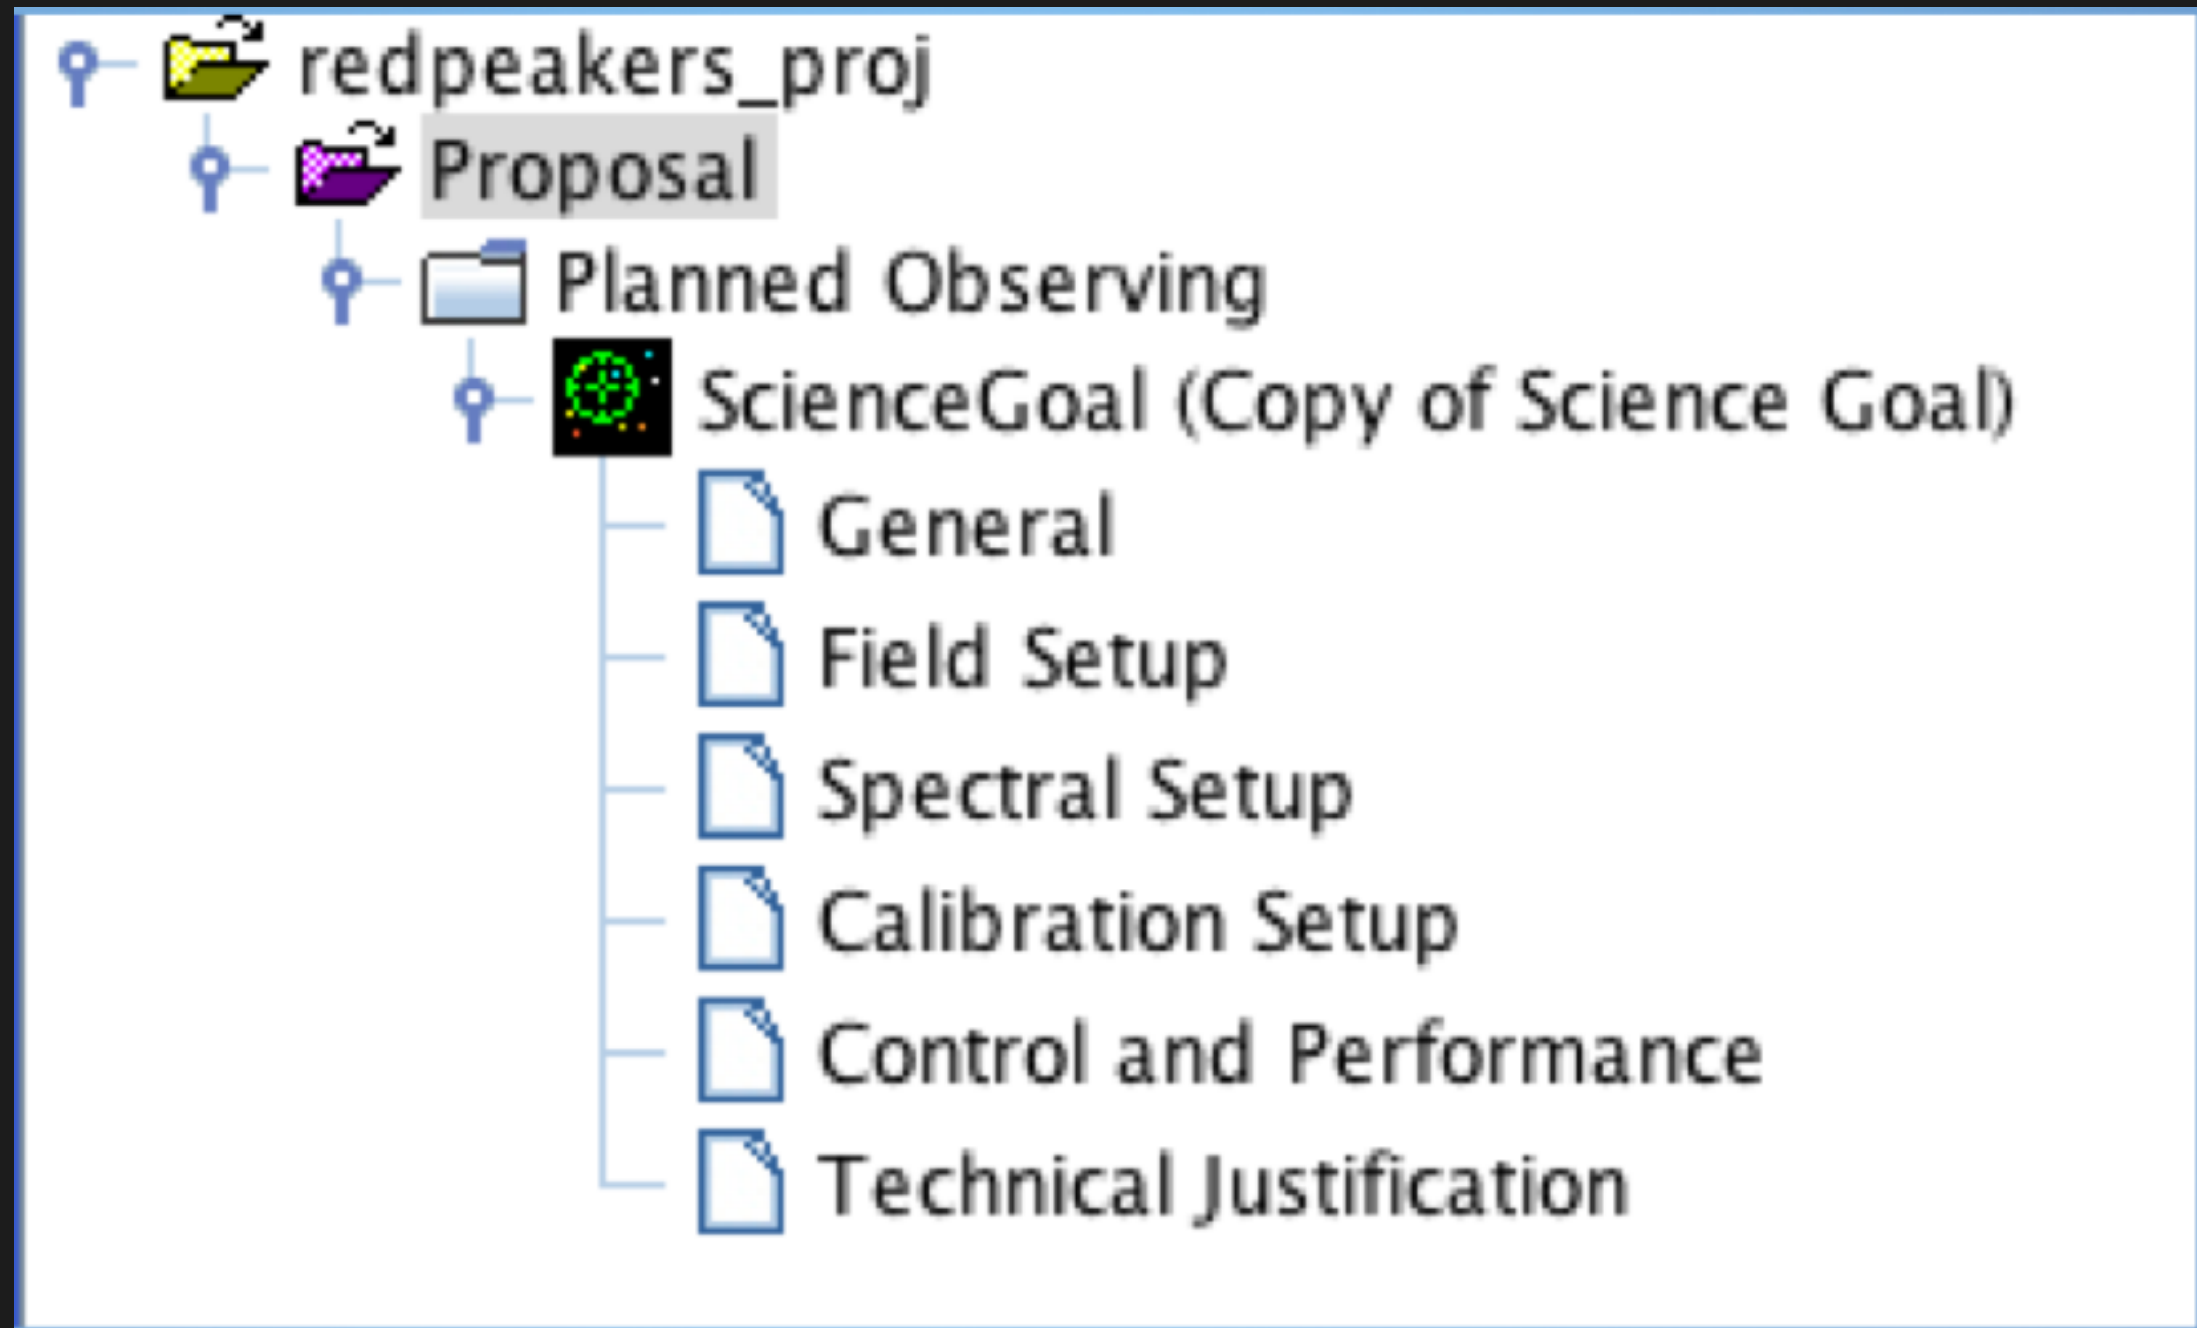 redpeakers_proj
Proposal
Planned Observing
ScienceGoal (Copy of Science Goal)
General
Field Setup
Spectral Setup
Calibration Setup
Control and Performance
Technical Justification